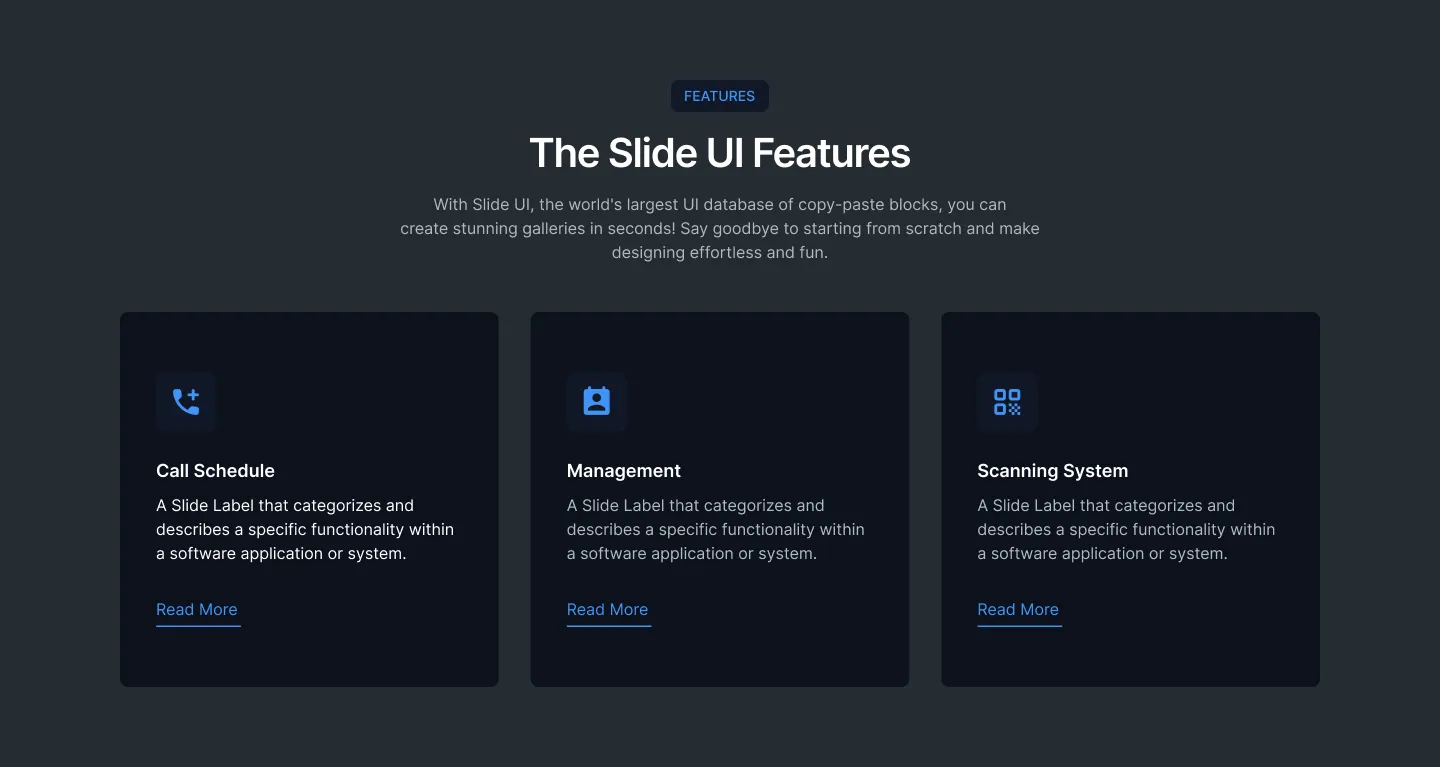 FEATURES
The Slide UI Features
With Slide UI, the world's largest UI database of copy-paste blocks, you can
create stunning galleries in seconds! Say goodbye to starting from scratch and make
designing effortless and fun.
Call Schedule
A Slide Label that categorizes and
describes a specific functionality within
a software application or system.
Read More
Management
A Slide Label that categorizes and
describes a specific functionality within
a software application or system.
Read More
Scanning System
A Slide Label that categorizes and
describes a specific functionality within
a software application or system.
Read More